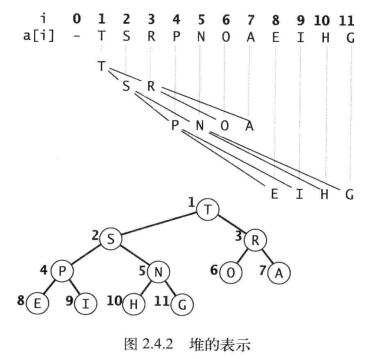 i 0 1 2 3 4 5 6 7 8 9 10 11
a[i] - T S R P N O A E I H G
T
S R
P N O A
E I H G
1 T
2 S 3 R
4 P 5 N 6 O 7 A
8 E 9 I 10 H 11 G
图 2.4.2 堆的表示